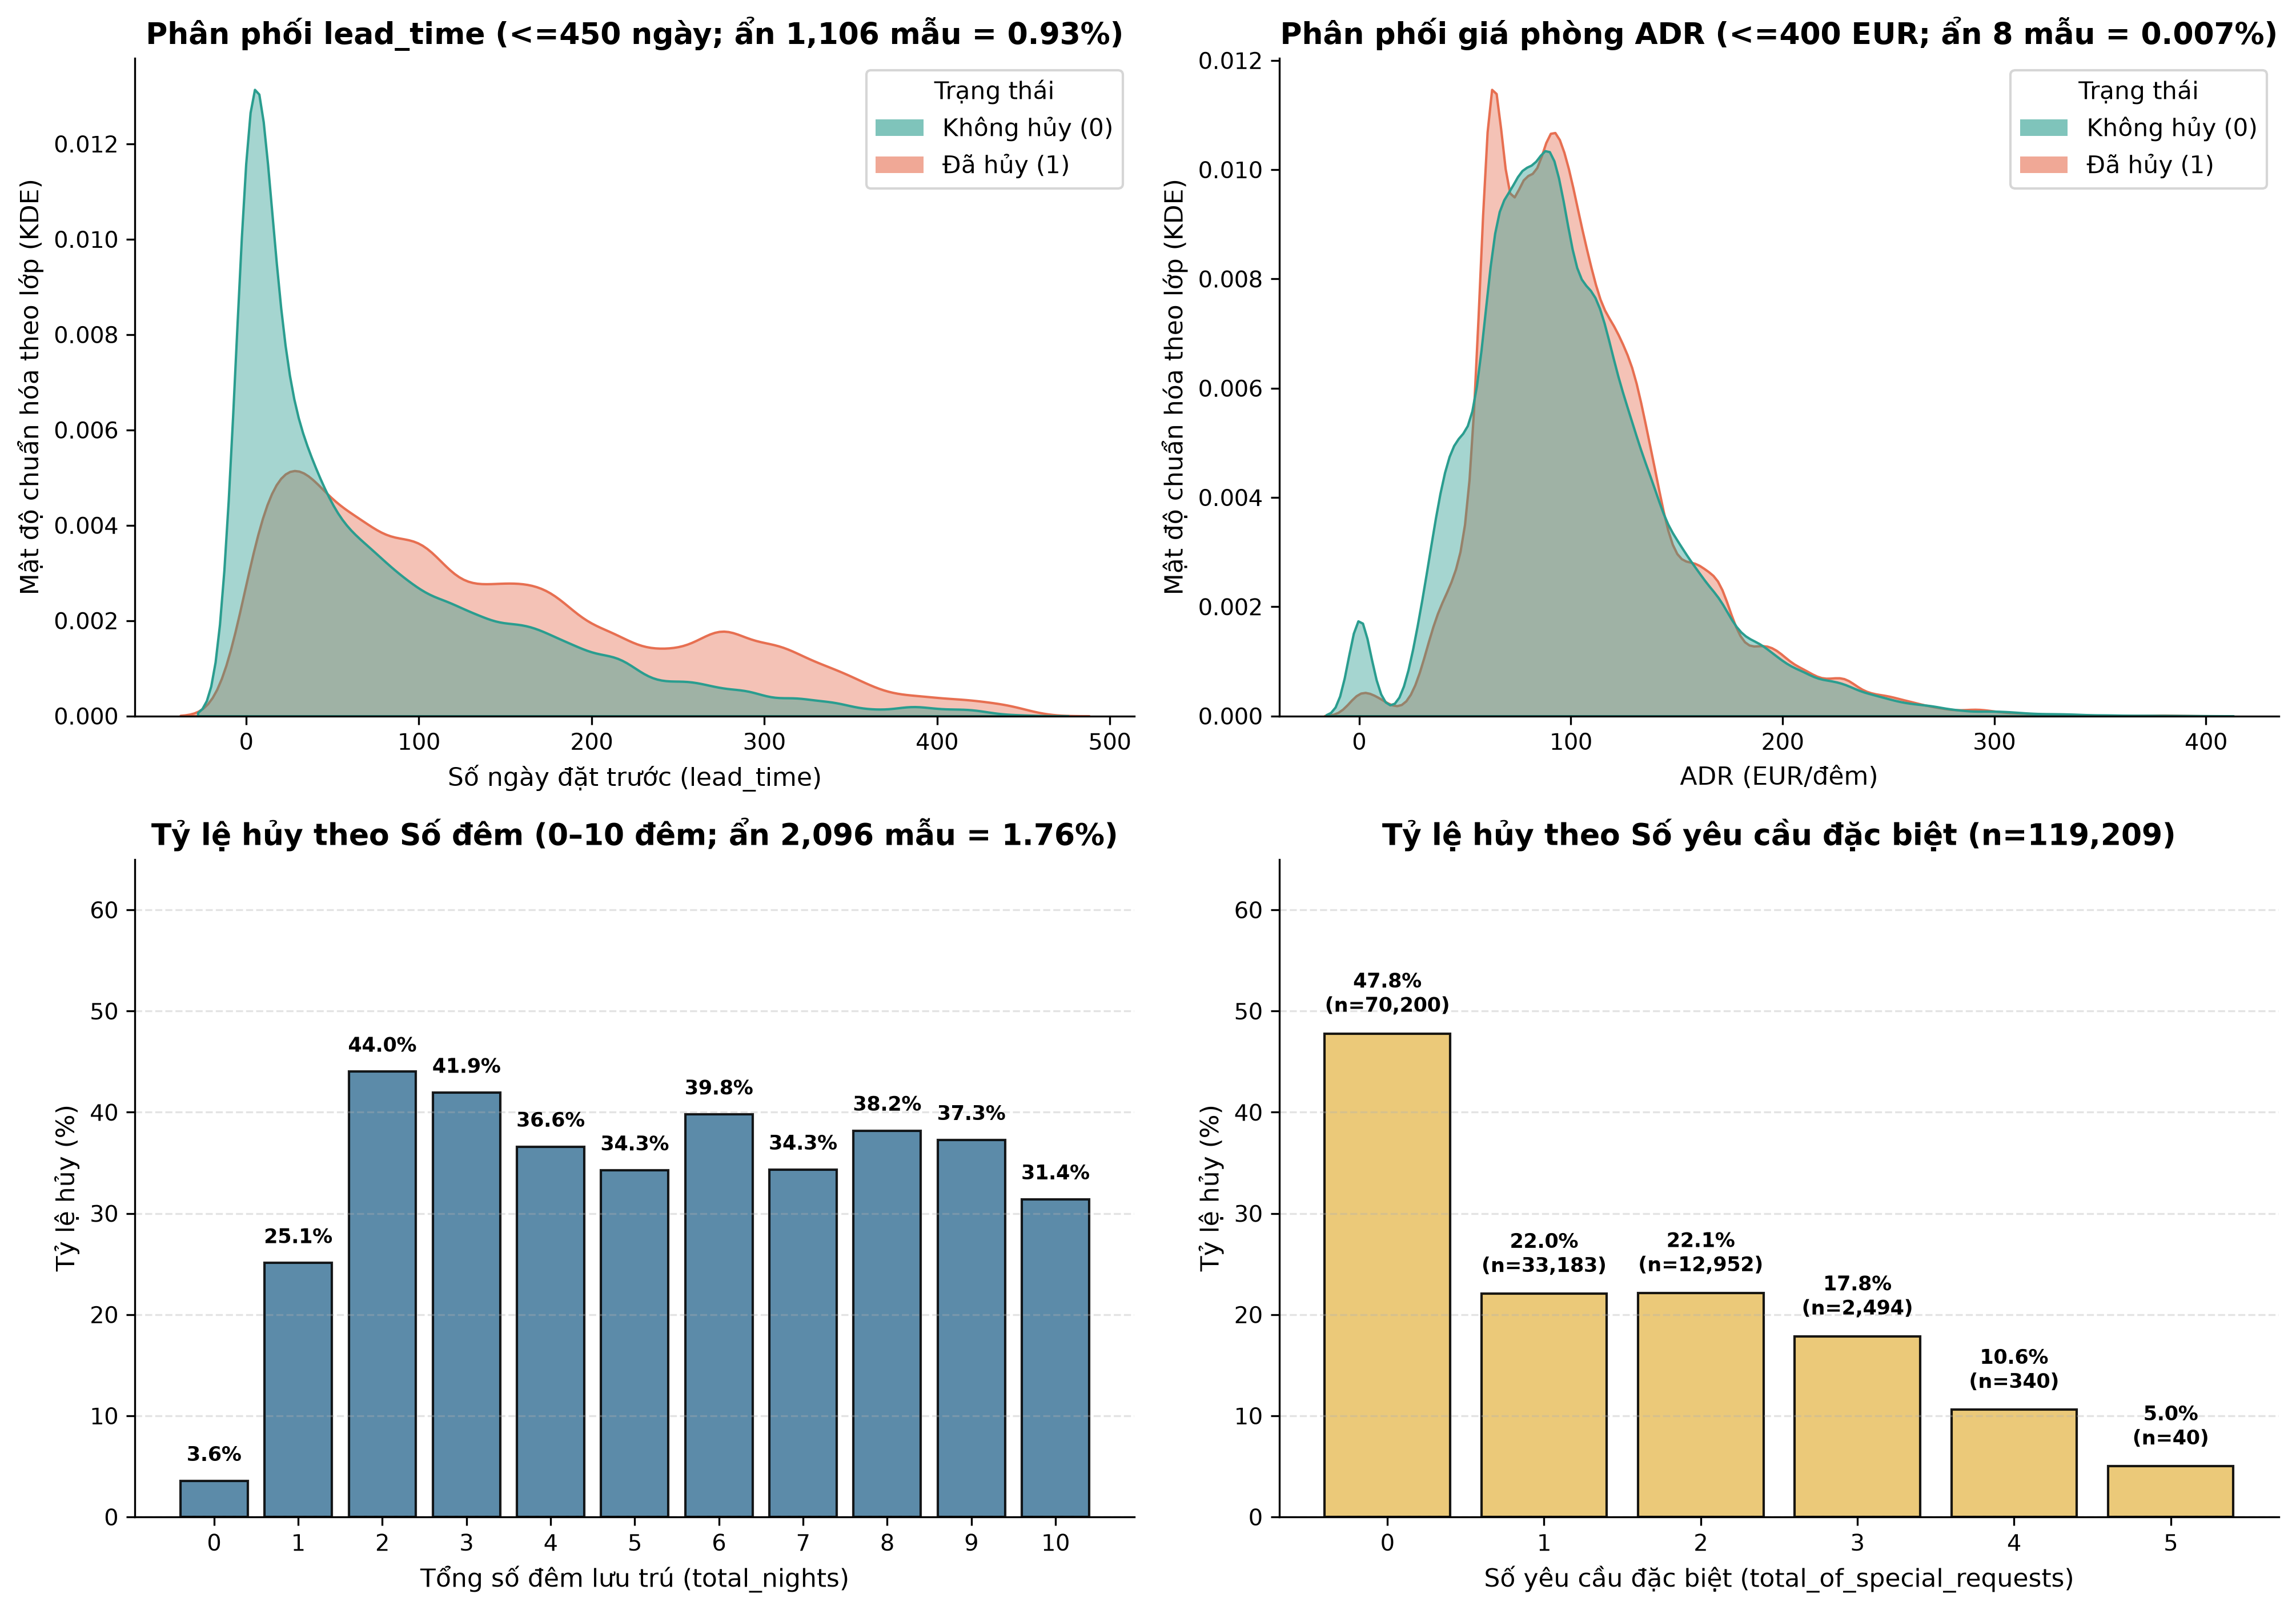 Phân phối lead_time (<=450 ngày; ẩn 1,106 mẫu = 0.93%)
Mật độ chuẩn hóa theo lớp (KDE)
0.012
0.010
0.008
0.006
0.004
0.002
0.000
Trạng thái
Không hủy (0)
Đã hủy (1)
0 100 200 300 400 500
Số ngày đặt trước (lead_time)
Phân phối giá phòng ADR (<=400 EUR; ẩn 8 mẫu = 0.007%)
Mật độ chuẩn hóa theo lớp (KDE)
0.012
0.010
0.008
0.006
0.004
0.002
0.000
Trạng thái
Không hủy (0)
Đã hủy (1)
0 100 200 300 400
ADR (EUR/đêm)
Tỷ lệ hủy theo Số đêm (0–10 đêm; ẩn 2,096 mẫu = 1.76%)
Tỷ lệ hủy (%)
60
50
40
30
20
10
0
3.6%
25.1%
44.0%
41.9%
36.6%
34.3%
39.8%
34.3%
38.2%
37.3%
31.4%
0 1 2 3 4 5 6 7 8 9 10
Tổng số đêm lưu trú (total_nights)
Tỷ lệ hủy theo Số yêu cầu đặc biệt (n=119,209)
Tỷ lệ hủy (%)
60
50
40
30
20
10
0
47.8%
(n=70,200)
22.0%
(n=33,183)
22.1%
(n=12,952)
17.8%
(n=2,494)
10.6%
(n=340)
5.0%
(n=40)
0 1 2 3 4 5
Số yêu cầu đặc biệt (total_of_special_requests)